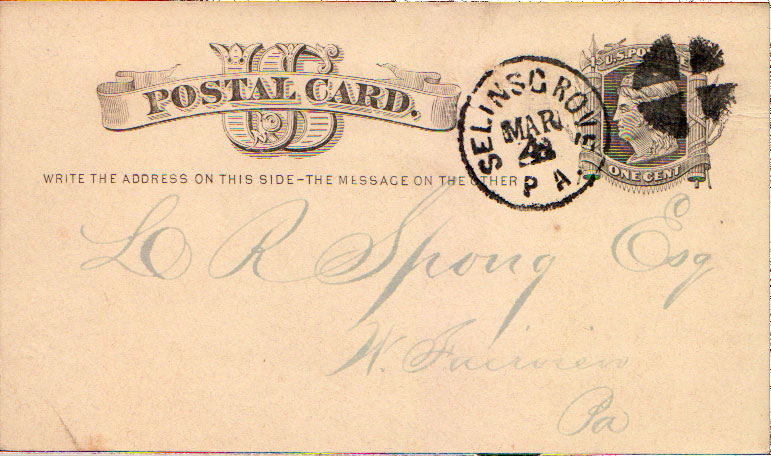 US
POSTAL CARD.
U.S. POSTAGE
ONE CENT
SELINSGROVE
MAR
PA.
WRITE THE ADDRESS ON THIS SIDE-THE MESSAGE ON THE OTHER
L R Spong Esq
W. Fairview
Pa